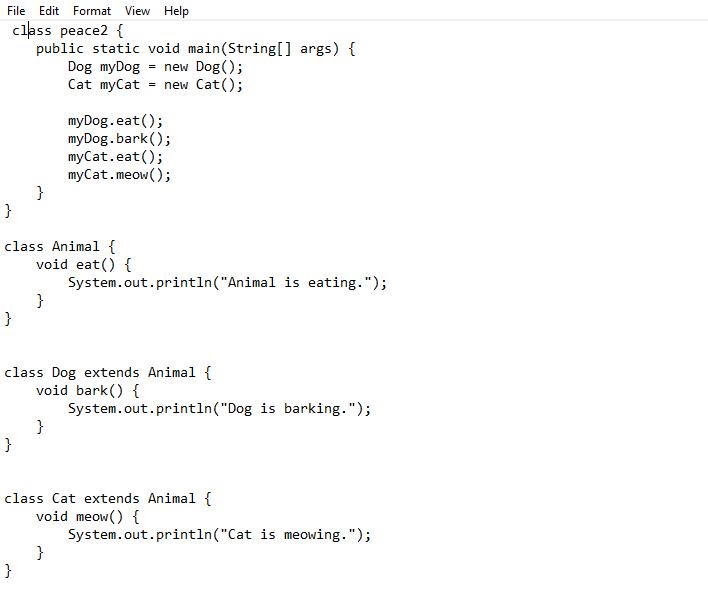 File Edit Format View Help
class peace2 {
    public static void main(String[] args) {
        Dog myDog = new Dog();
        Cat myCat = new Cat();

        myDog.eat();
        myDog.bark();
        myCat.eat();
        myCat.meow();
    }
}

class Animal {
    void eat() {
        System.out.println("Animal is eating.");
    }
}


class Dog extends Animal {
    void bark() {
        System.out.println("Dog is barking.");
    }
}


class Cat extends Animal {
    void meow() {
        System.out.println("Cat is meowing.");
    }
}